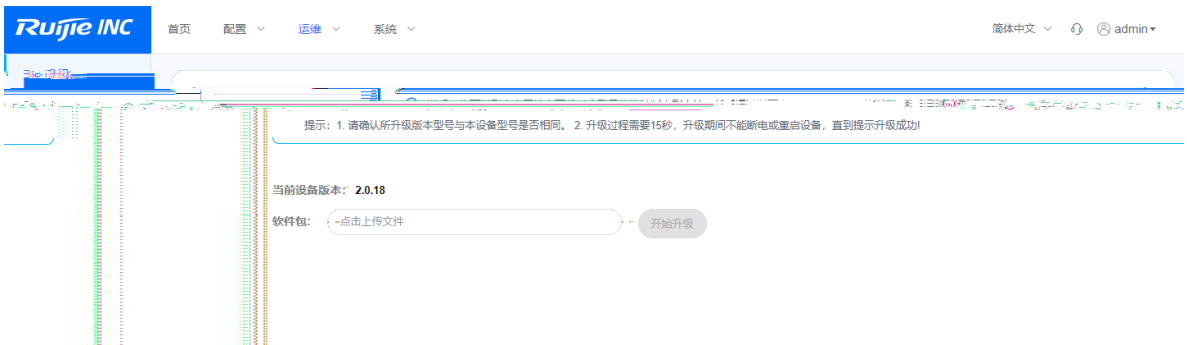 Ruijie INC 首页 配置 运维 系统 简体中文 admin
提示：1. 请确认所升级版本型号与本设备型号是否相同。 2. 升级过程需要15秒，升级期间不能断电或重启设备，直到提示升级成功!
当前设备版本： 2.0.18
软件包： 点击上传文件 开始升级